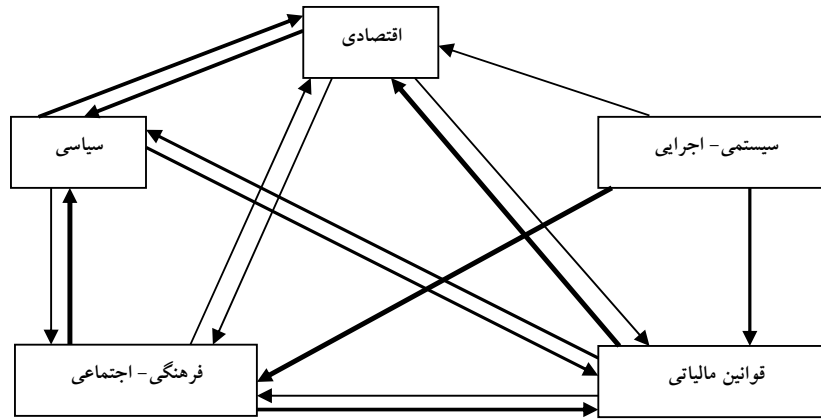 اقتصادی
سیاسی
سیستمی- اجرایی
فرهنگی- اجتماعی
قوانین مالیاتی